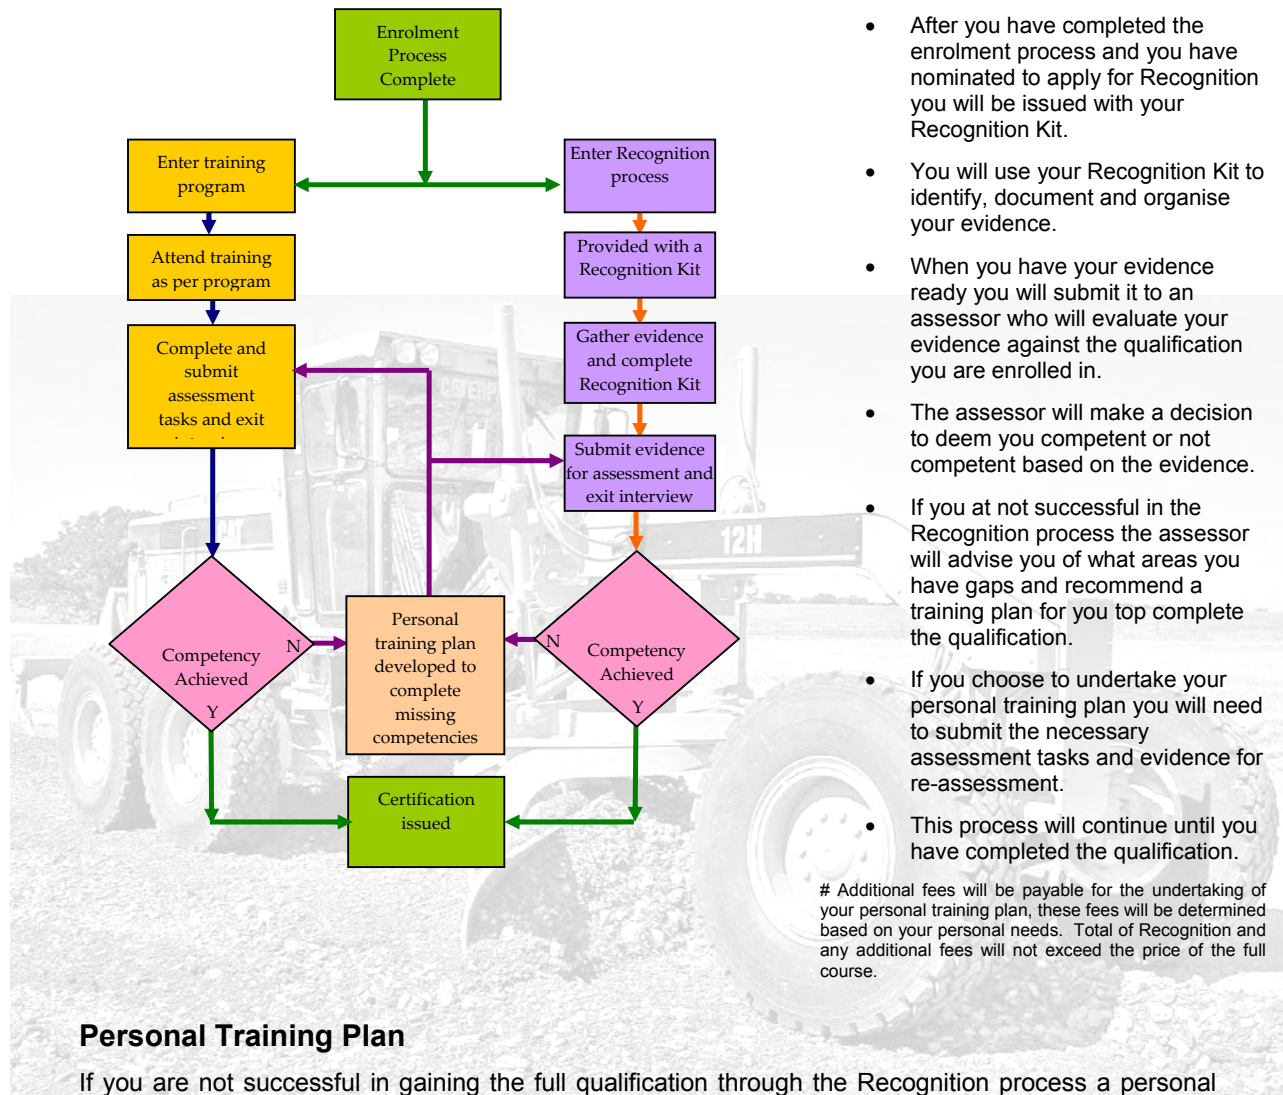 Enrolment
Process
Complete
Enter training
program
Enter Recognition
process
Attend training
as per program
Provided with a
Recognition Kit
Complete and
submit
assessment
tasks and exit
Gather evidence
and complete
Recognition Kit
Submit evidence
for assessment and
exit interview
Competency
Achieved
N
Y
Personal
training plan
developed to
complete
missing
competencies
N
Competency
Achieved
Y
Certification
issued
CATERP
12H
• After you have completed the
enrolment process and you have
nominated to apply for Recognition
you will be issued with your
Recognition Kit.
• You will use your Recognition Kit to
identify, document and organise
your evidence.
• When you have your evidence
ready you will submit it to an
assessor who will evaluate your
evidence against the qualification
you are enrolled in.
• The assessor will make a decision
to deem you competent or not
competent based on the evidence.
• If you at not successful in the
Recognition process the assessor
will advise you of what areas you
have gaps and recommend a
training plan for you top complete
the qualification.
• If you choose to undertake your
personal training plan you will need
to submit the necessary
assessment tasks and evidence for
re-assessment.
• This process will continue until you
have completed the qualification.
# Additional fees will be payable for the undertaking of
your personal training plan, these fees will be determined
based on your personal needs. Total of Recognition and
any additional fees will not exceed the price of the full
course.
Personal Training Plan
If you are not successful in gaining the full qualification through the Recognition process a personal